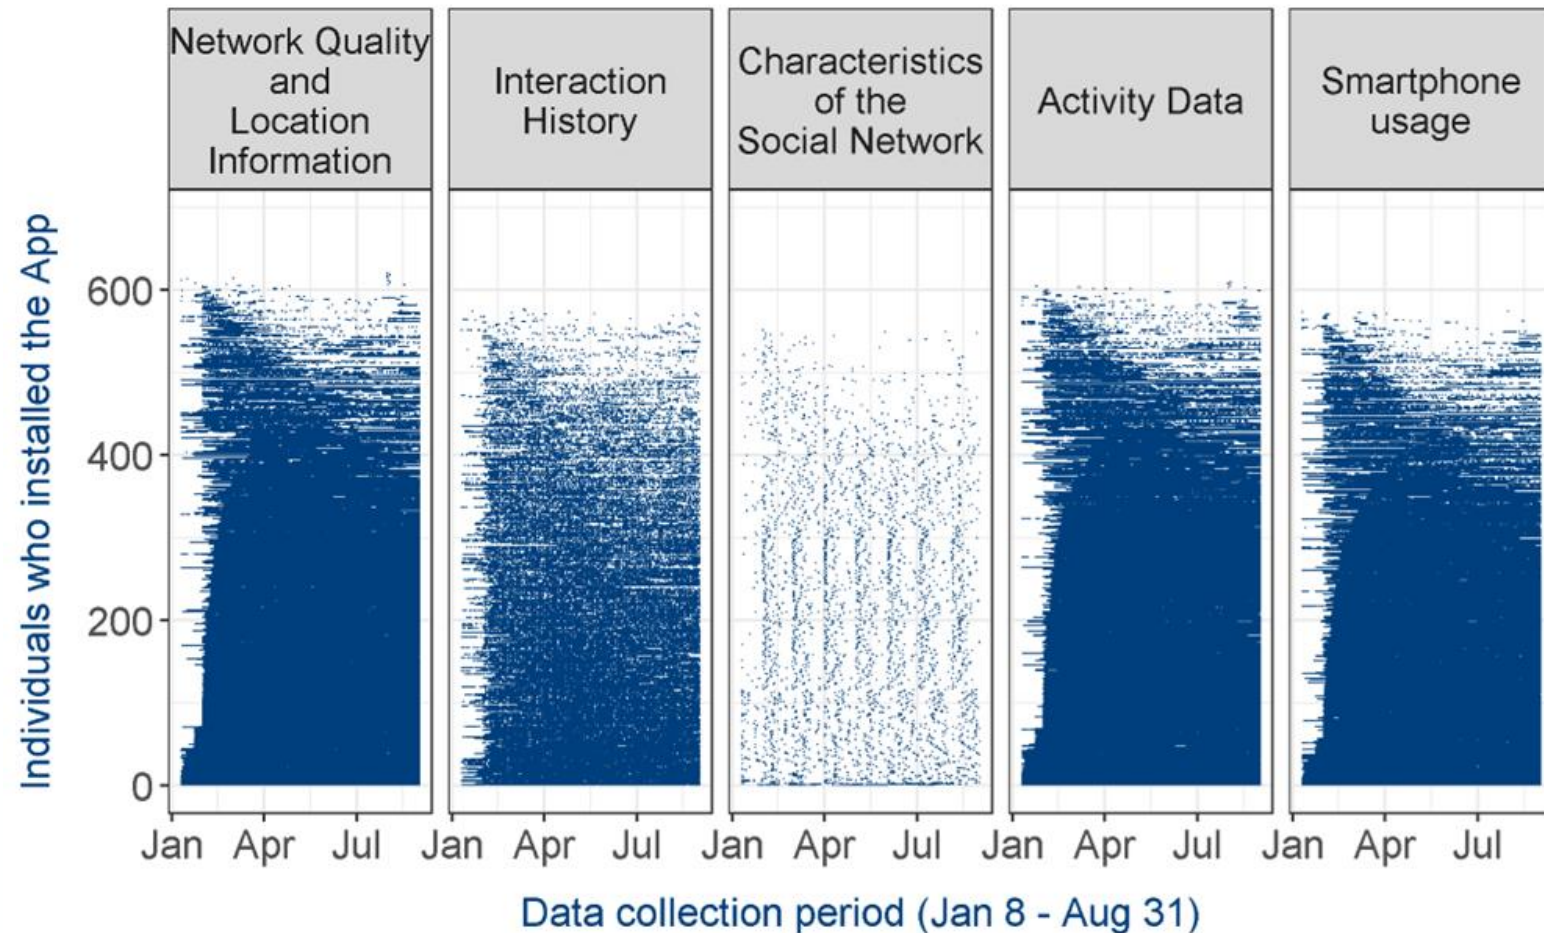 Network Quality
and
Location
Information
Interaction
History
Characteristics
of the
Social Network
Activity Data
Smartphone
usage
Individuals who installed the App
600
400
200
0
Jan Apr Jul Jan Apr Jul Jan Apr Jul Jan Apr Jul Jan Apr Jul
Data collection period (Jan 8 - Aug 31)